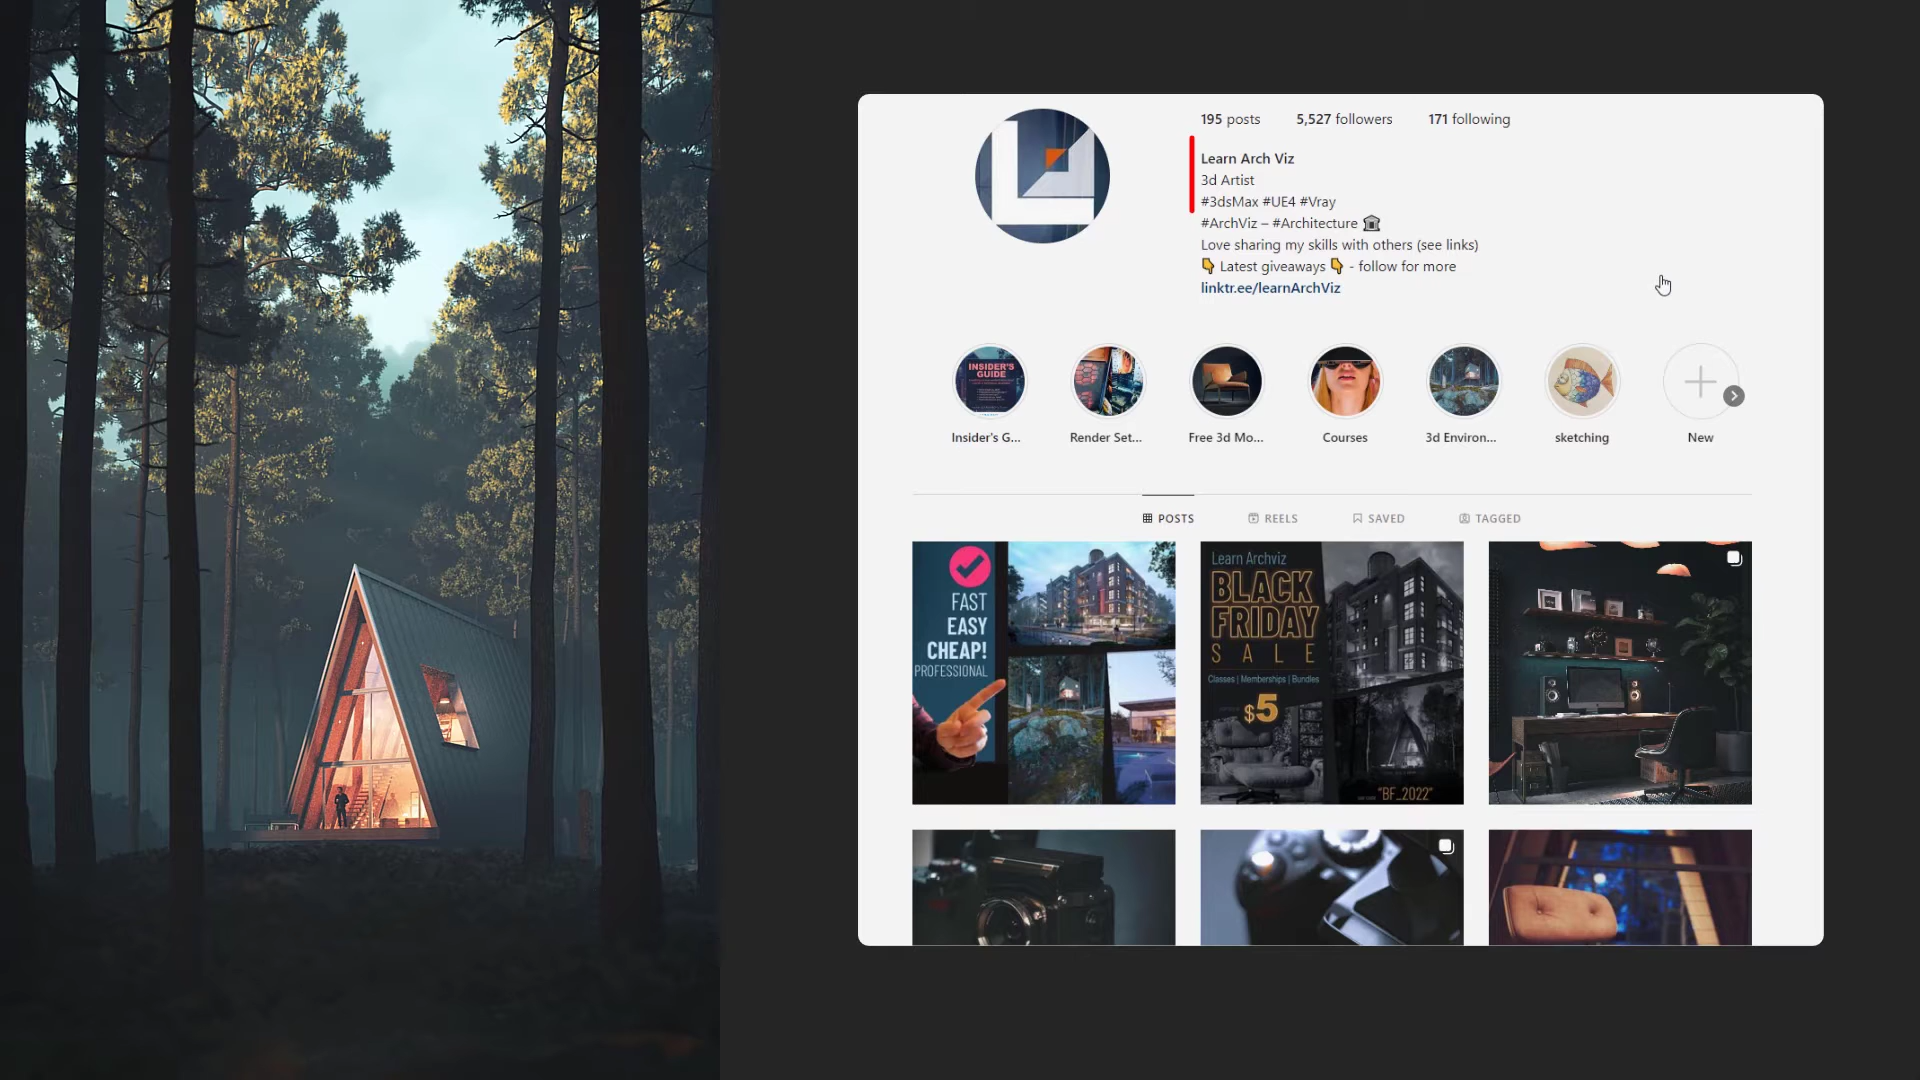 195 posts 5,527 followers 171 following
Learn Arch Viz
3d Artist
#3dsMax #UE4 #Vray
#ArchViz – #Architecture 🏛
Love sharing my skills with others (see links)
👇 Latest giveaways 👇 - follow for more
linktr.ee/learnArchViz
INSIDER'S
GUIDE
Insider's G... Render Set... Free 3d Mo... Courses 3d Environ... sketching New
POSTS REELS SAVED TAGGED
FAST
EASY
CHEAP!
PROFESSIONAL
Learn Archviz
BLACK
FRIDAY
SALE
Classes | Memberships | Bundles
$5
"BF_2022"